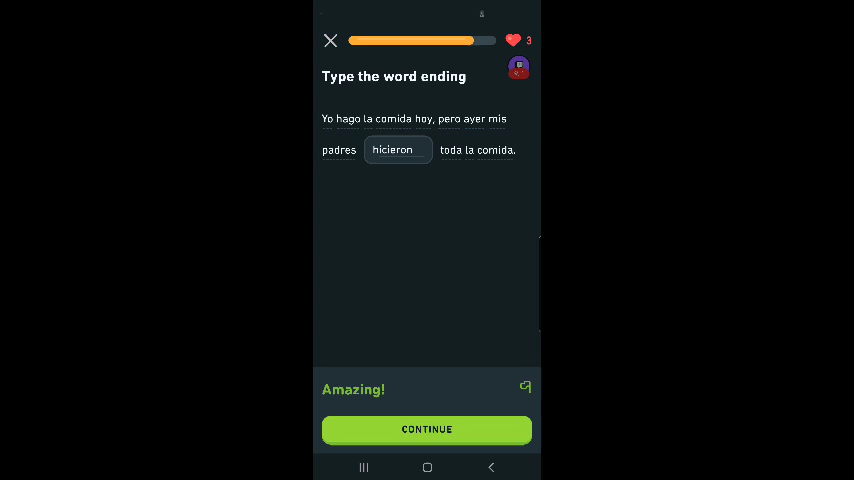 3
Type the word ending
Yo hago la comida hoy, pero ayer mis
padres hicieron toda la comida.
Amazing!
CONTINUE